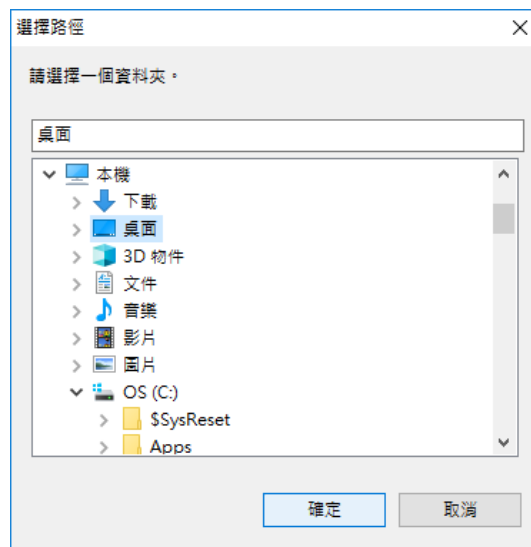 選擇路徑
請選擇一個資料夾。
桌面
本機
下載
桌面
3D 物件
文件
音樂
影片
圖片
OS (C:)
$SysReset
Apps
確定
取消